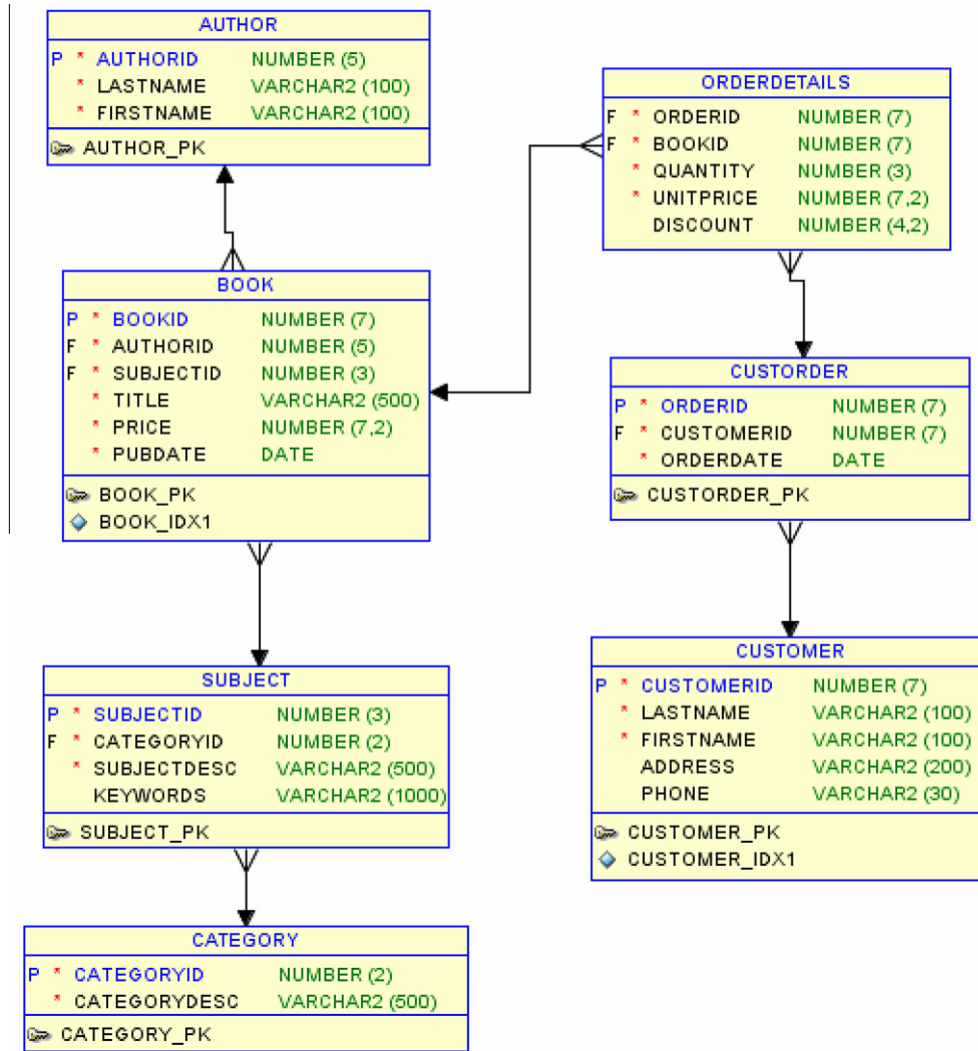 AUTHOR
P * AUTHORID NUMBER (5)
* LASTNAME VARCHAR2 (100)
* FIRSTNAME VARCHAR2 (100)
AUTHOR_PK
ORDERDETAILS
F * ORDERID NUMBER (7)
F * BOOKID NUMBER (7)
* QUANTITY NUMBER (3)
* UNITPRICE NUMBER (7,2)
DISCOUNT NUMBER (4,2)
BOOK
P * BOOKID NUMBER (7)
F * AUTHORID NUMBER (5)
F * SUBJECTID NUMBER (3)
* TITLE VARCHAR2 (500)
* PRICE NUMBER (7,2)
* PUBDATE DATE
BOOK_PK
BOOK_IDX1
CUSTORDER
P * ORDERID NUMBER (7)
F * CUSTOMERID NUMBER (7)
* ORDERDATE DATE
CUSTORDER_PK
SUBJECT
P * SUBJECTID NUMBER (3)
F * CATEGORYID NUMBER (2)
* SUBJECTDESC VARCHAR2 (500)
KEYWORDS VARCHAR2 (1000)
SUBJECT_PK
CUSTOMER
P * CUSTOMERID NUMBER (7)
* LASTNAME VARCHAR2 (100)
* FIRSTNAME VARCHAR2 (100)
ADDRESS VARCHAR2 (200)
PHONE VARCHAR2 (30)
CUSTOMER_PK
CUSTOMER_IDX1
CATEGORY
P * CATEGORYID NUMBER (2)
* CATEGORYDESC VARCHAR2 (500)
CATEGORY_PK